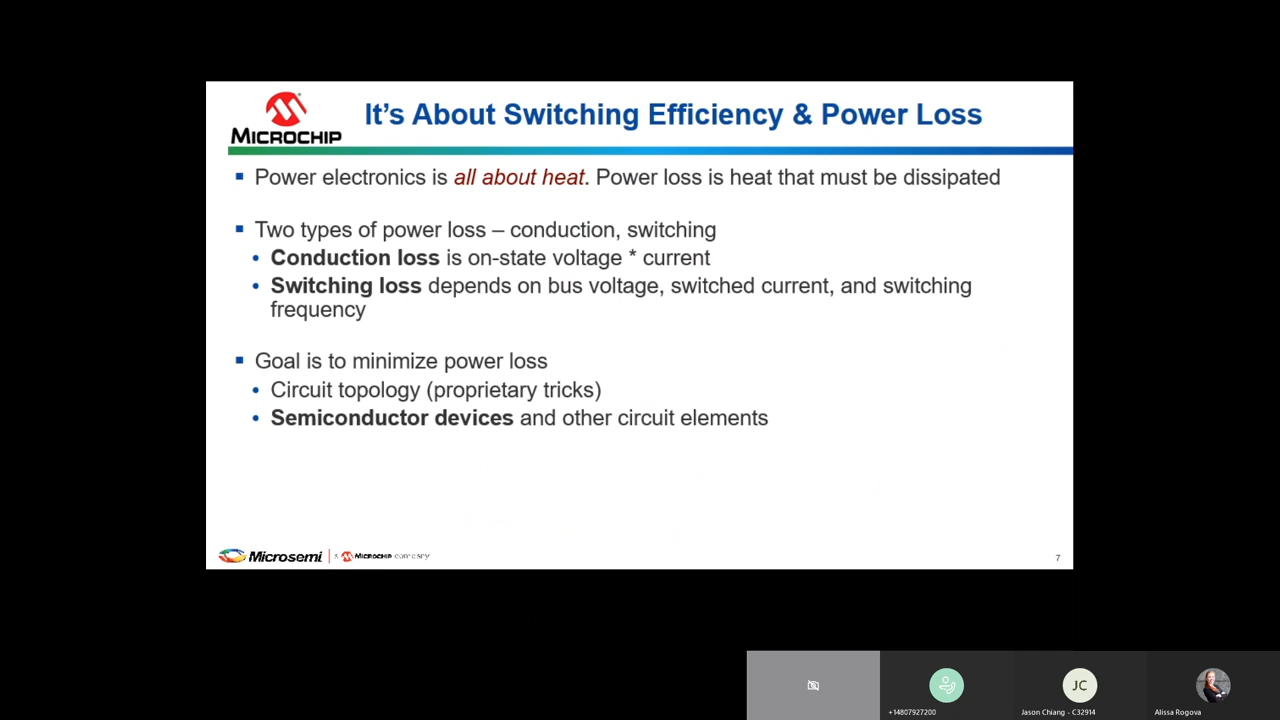 MICROCHIP
It's About Switching Efficiency & Power Loss
Power electronics is all about heat. Power loss is heat that must be dissipated
Two types of power loss – conduction, switching
Conduction loss is on-state voltage * current
Switching loss depends on bus voltage, switched current, and switching
frequency
Goal is to minimize power loss
Circuit topology (proprietary tricks)
Semiconductor devices and other circuit elements
Microsemi
a MICROCHIP company
7
JC
+14807927200
Jason Chiang - C32914
Alissa Rogova